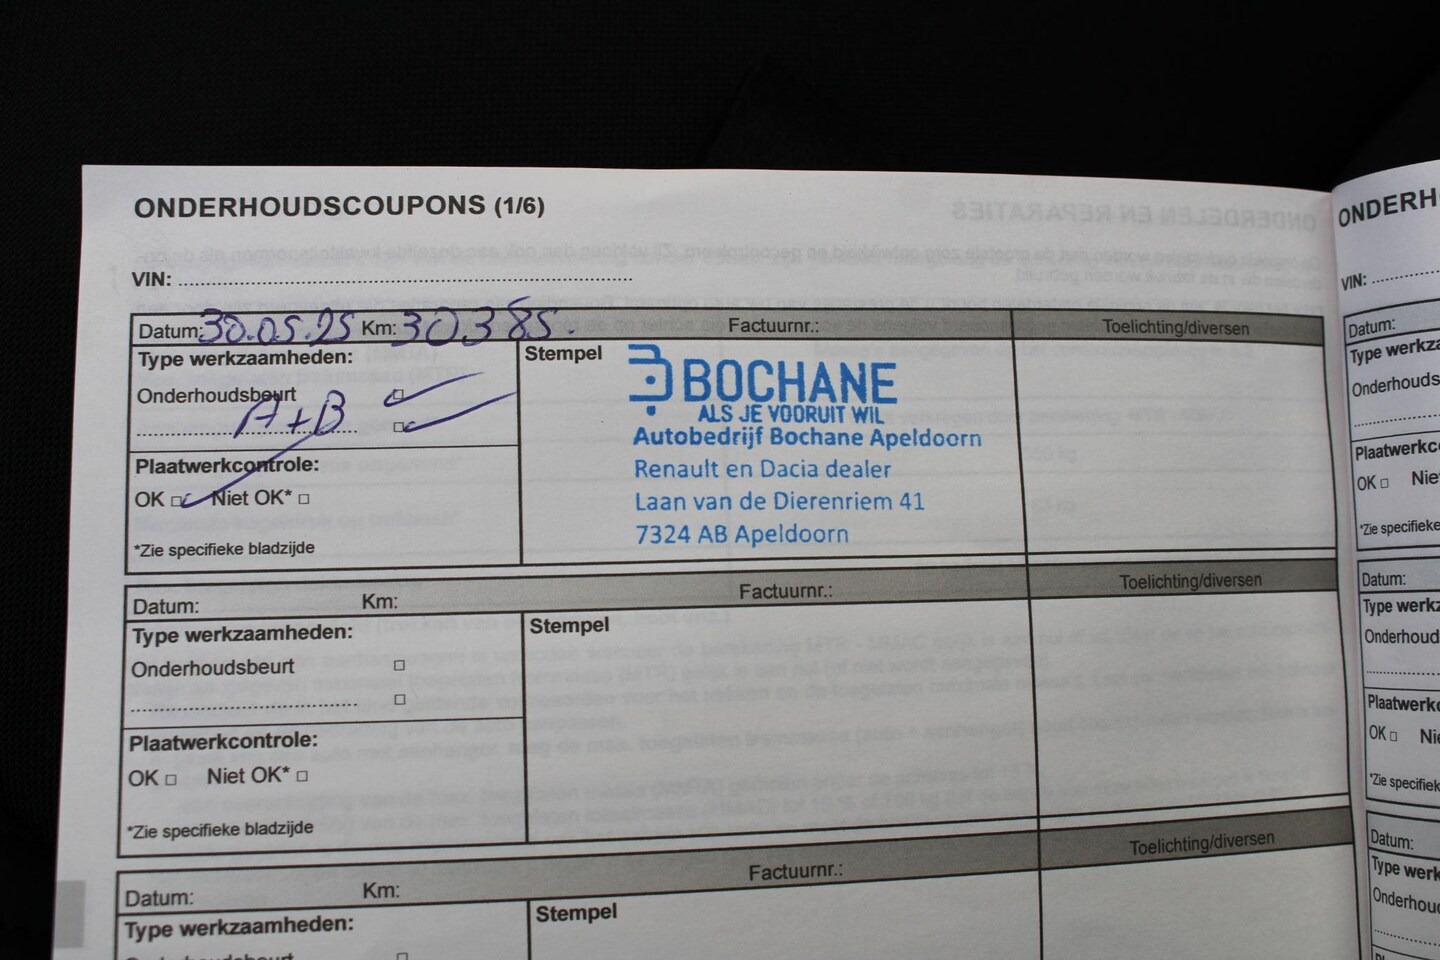 ONDERHOUDSCOUPONS (1/6)
VIN:
Datum: 30.05.25 Km: 30385. Factuurnr.: Toelichting/diversen
Type werkzaamheden:
Onderhoudsbeurt
A+B
Plaatwerkcontrole:
OK Niet OK*
*Zie specifieke bladzijde
Stempel
BOCHANE
ALS JE VOORUIT WIL
Autobedrijf Bochane Apeldoorn
Renault en Dacia dealer
Laan van de Dierenriem 41
7324 AB Apeldoorn
Datum: Km: Factuurnr.: Toelichting/diversen
Type werkzaamheden:
Onderhoudsbeurt
Plaatwerkcontrole:
OK Niet OK*
*Zie specifieke bladzijde
Stempel
Datum: Km: Factuurnr.: Toelichting/diversen
Type werkzaamheden:
Onderhoudsbeurt
Stempel
ONDERH
VIN:
Datum:
Type werkza
Onderhouds
Plaatwerkc
OK Nie
*Zie specifieke
Datum:
Type werkz
Onderhoud
Plaatwerkc
OK Ni
*Zie specifiek
Datum:
Type werk
Onderhou